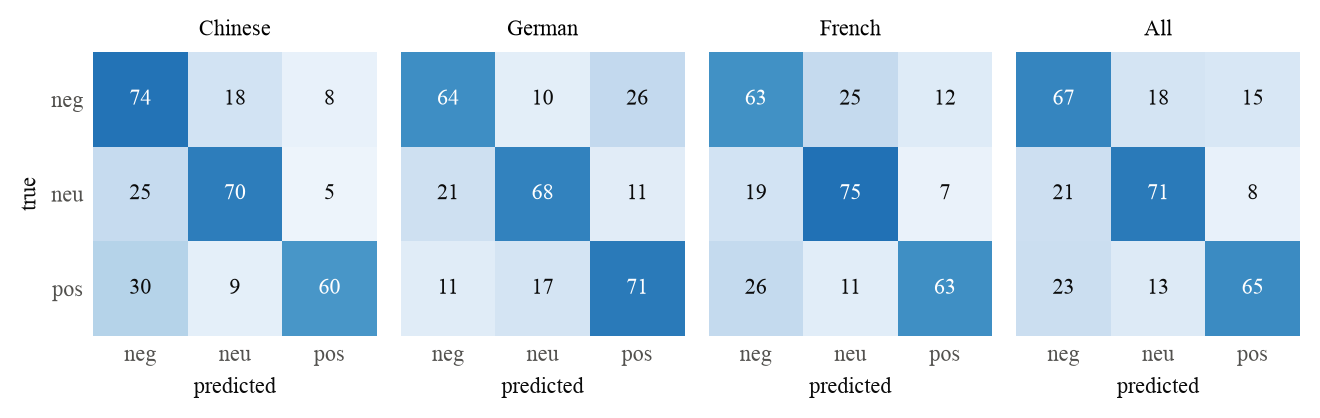 Chinese German French All
neg 74 18 8 64 10 26 63 25 12 67 18 15
true
neu 25 70 5 21 68 11 19 75 7 21 71 8
pos 30 9 60 11 17 71 26 11 63 23 13 65
neg neu pos neg neu pos neg neu pos neg neu pos
predicted predicted predicted predicted